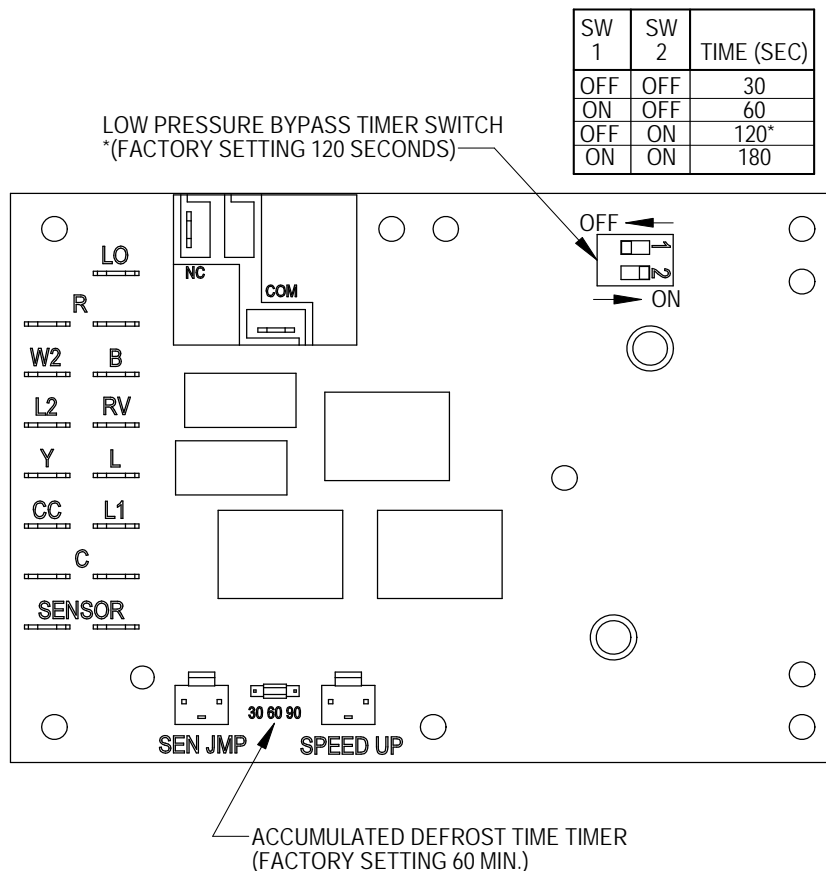 SW 1 SW 2 TIME (SEC)
OFF OFF 30
ON OFF 60
OFF ON 120*
ON ON 180
LOW PRESSURE BYPASS TIMER SWITCH
*(FACTORY SETTING 120 SECONDS)
OFF
1
2
ON
LO
NC
COM
R
W2 B
L2 RV
Y L
CC L1
C
SENSOR
30 60 90
SEN JMP SPEED UP
ACCUMULATED DEFROST TIME TIMER
(FACTORY SETTING 60 MIN.)